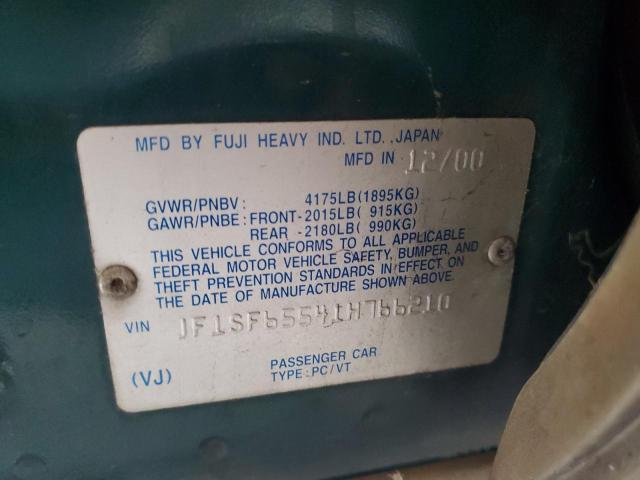 MFD BY FUJI HEAVY IND. LTD., JAPAN
MFD IN 12/00
GVWR/PNBV: 4175LB(1895KG)
GAWR/PNBE: FRONT-2015LB( 915KG)
REAR -2180LB( 990KG)
THIS VEHICLE CONFORMS TO ALL APPLICABLE
FEDERAL MOTOR VEHICLE SAFETY, BUMPER, AND
THEFT PREVENTION STANDARDS IN EFFECT ON
THE DATE OF MANUFACTURE SHOWN ABOVE.
VIN JF1SF65541H766210
(VJ) PASSENGER CAR
TYPE: PC/VT